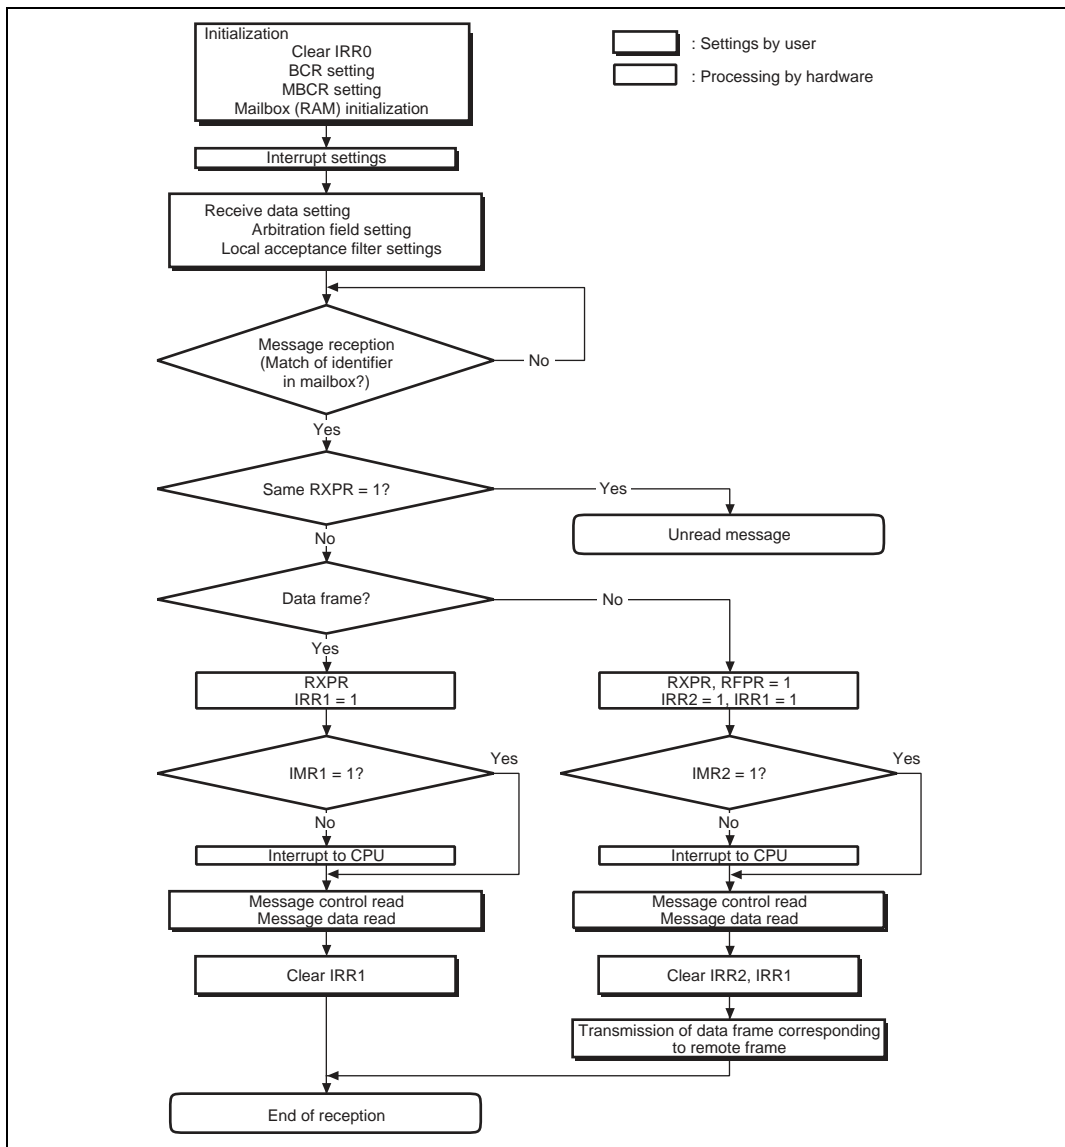 Initialization
Clear IRR0
BCR setting
MBCR setting
Mailbox (RAM) initialization
: Settings by user
: Processing by hardware
Interrupt settings
Receive data setting
Arbitration field setting
Local acceptance filter settings
Message reception
(Match of identifier
in mailbox?)
No
Yes
Same RXPR = 1?
Yes
Unread message
No
Data frame?
No
Yes
RXPR
IRR1 = 1
RXPR, RFPR = 1
IRR2 = 1, IRR1 = 1
IMR1 = 1?
Yes
IMR2 = 1?
Yes
No
No
Interrupt to CPU
Interrupt to CPU
Message control read
Message data read
Message control read
Message data read
Clear IRR1
Clear IRR2, IRR1
Transmission of data frame corresponding
to remote frame
End of reception